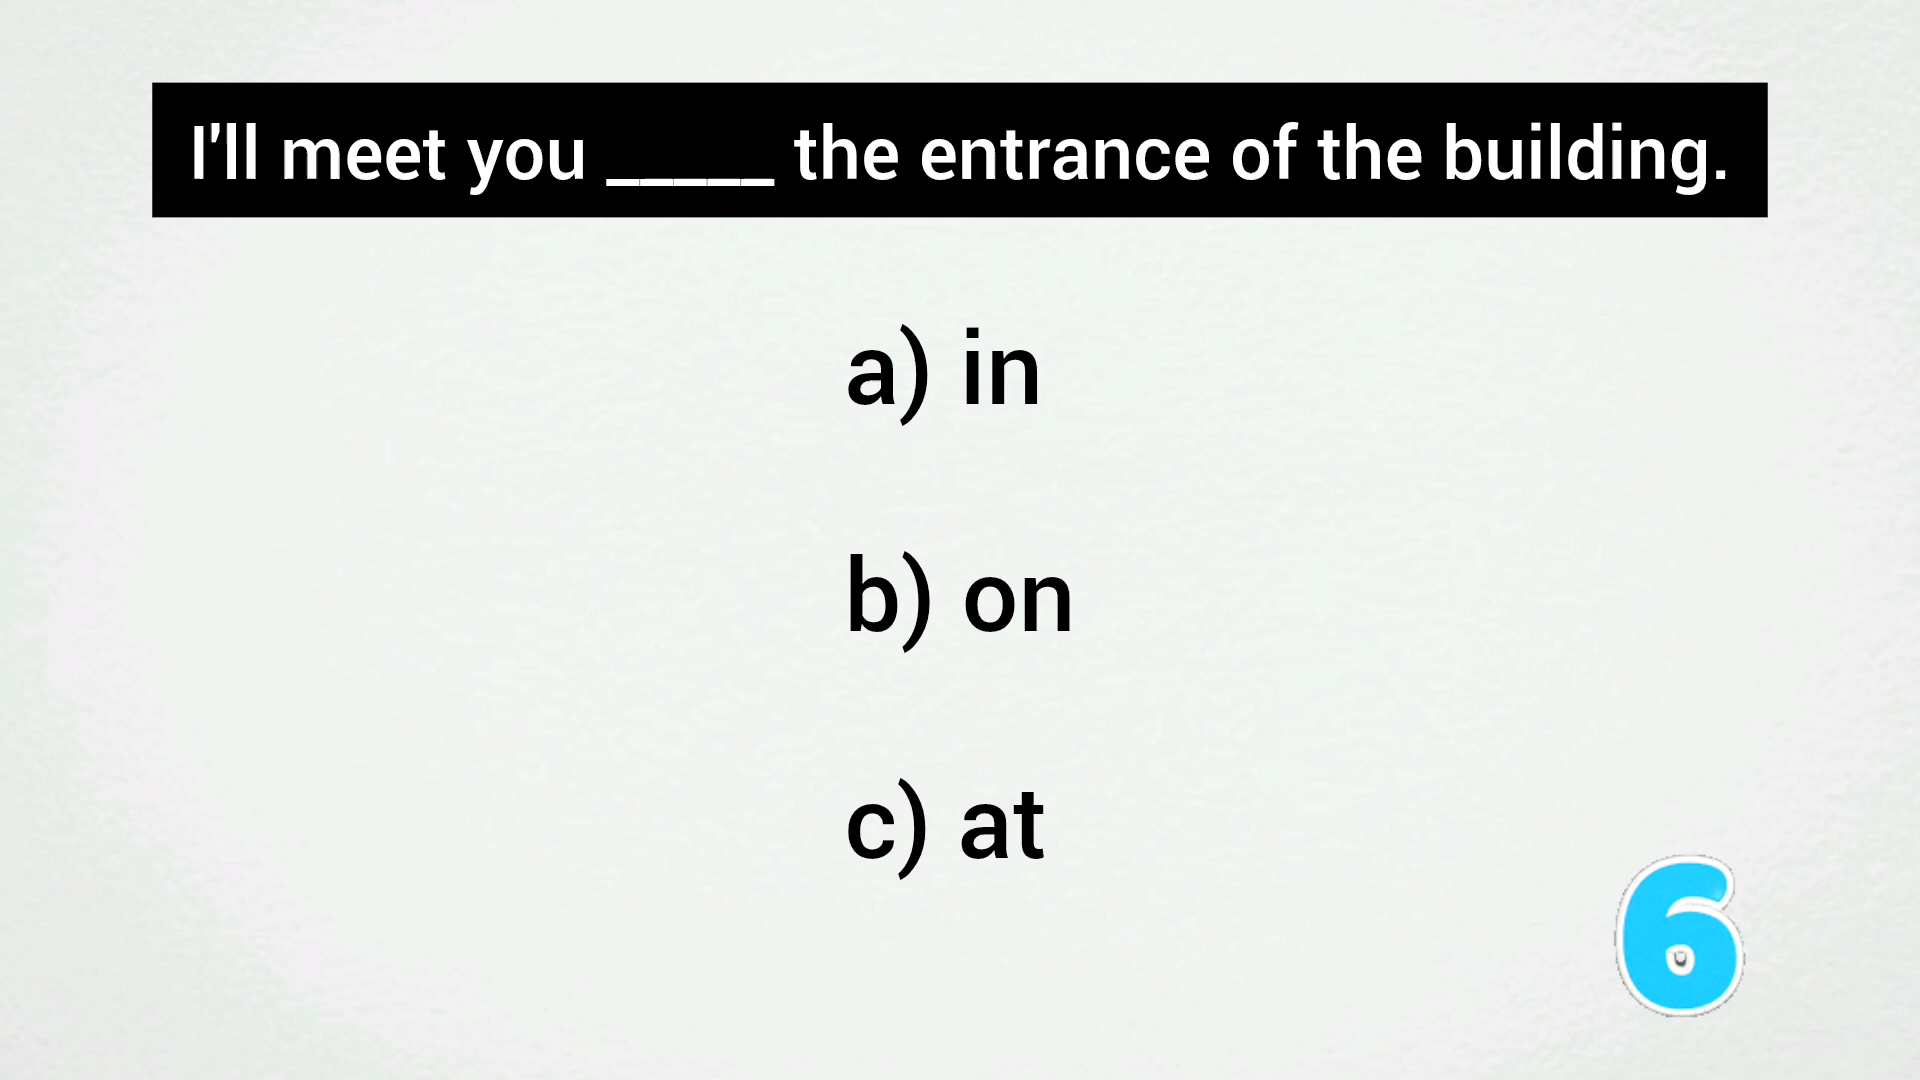 I'll meet you _____ the entrance of the building.
a) in
b) on
c) at
6